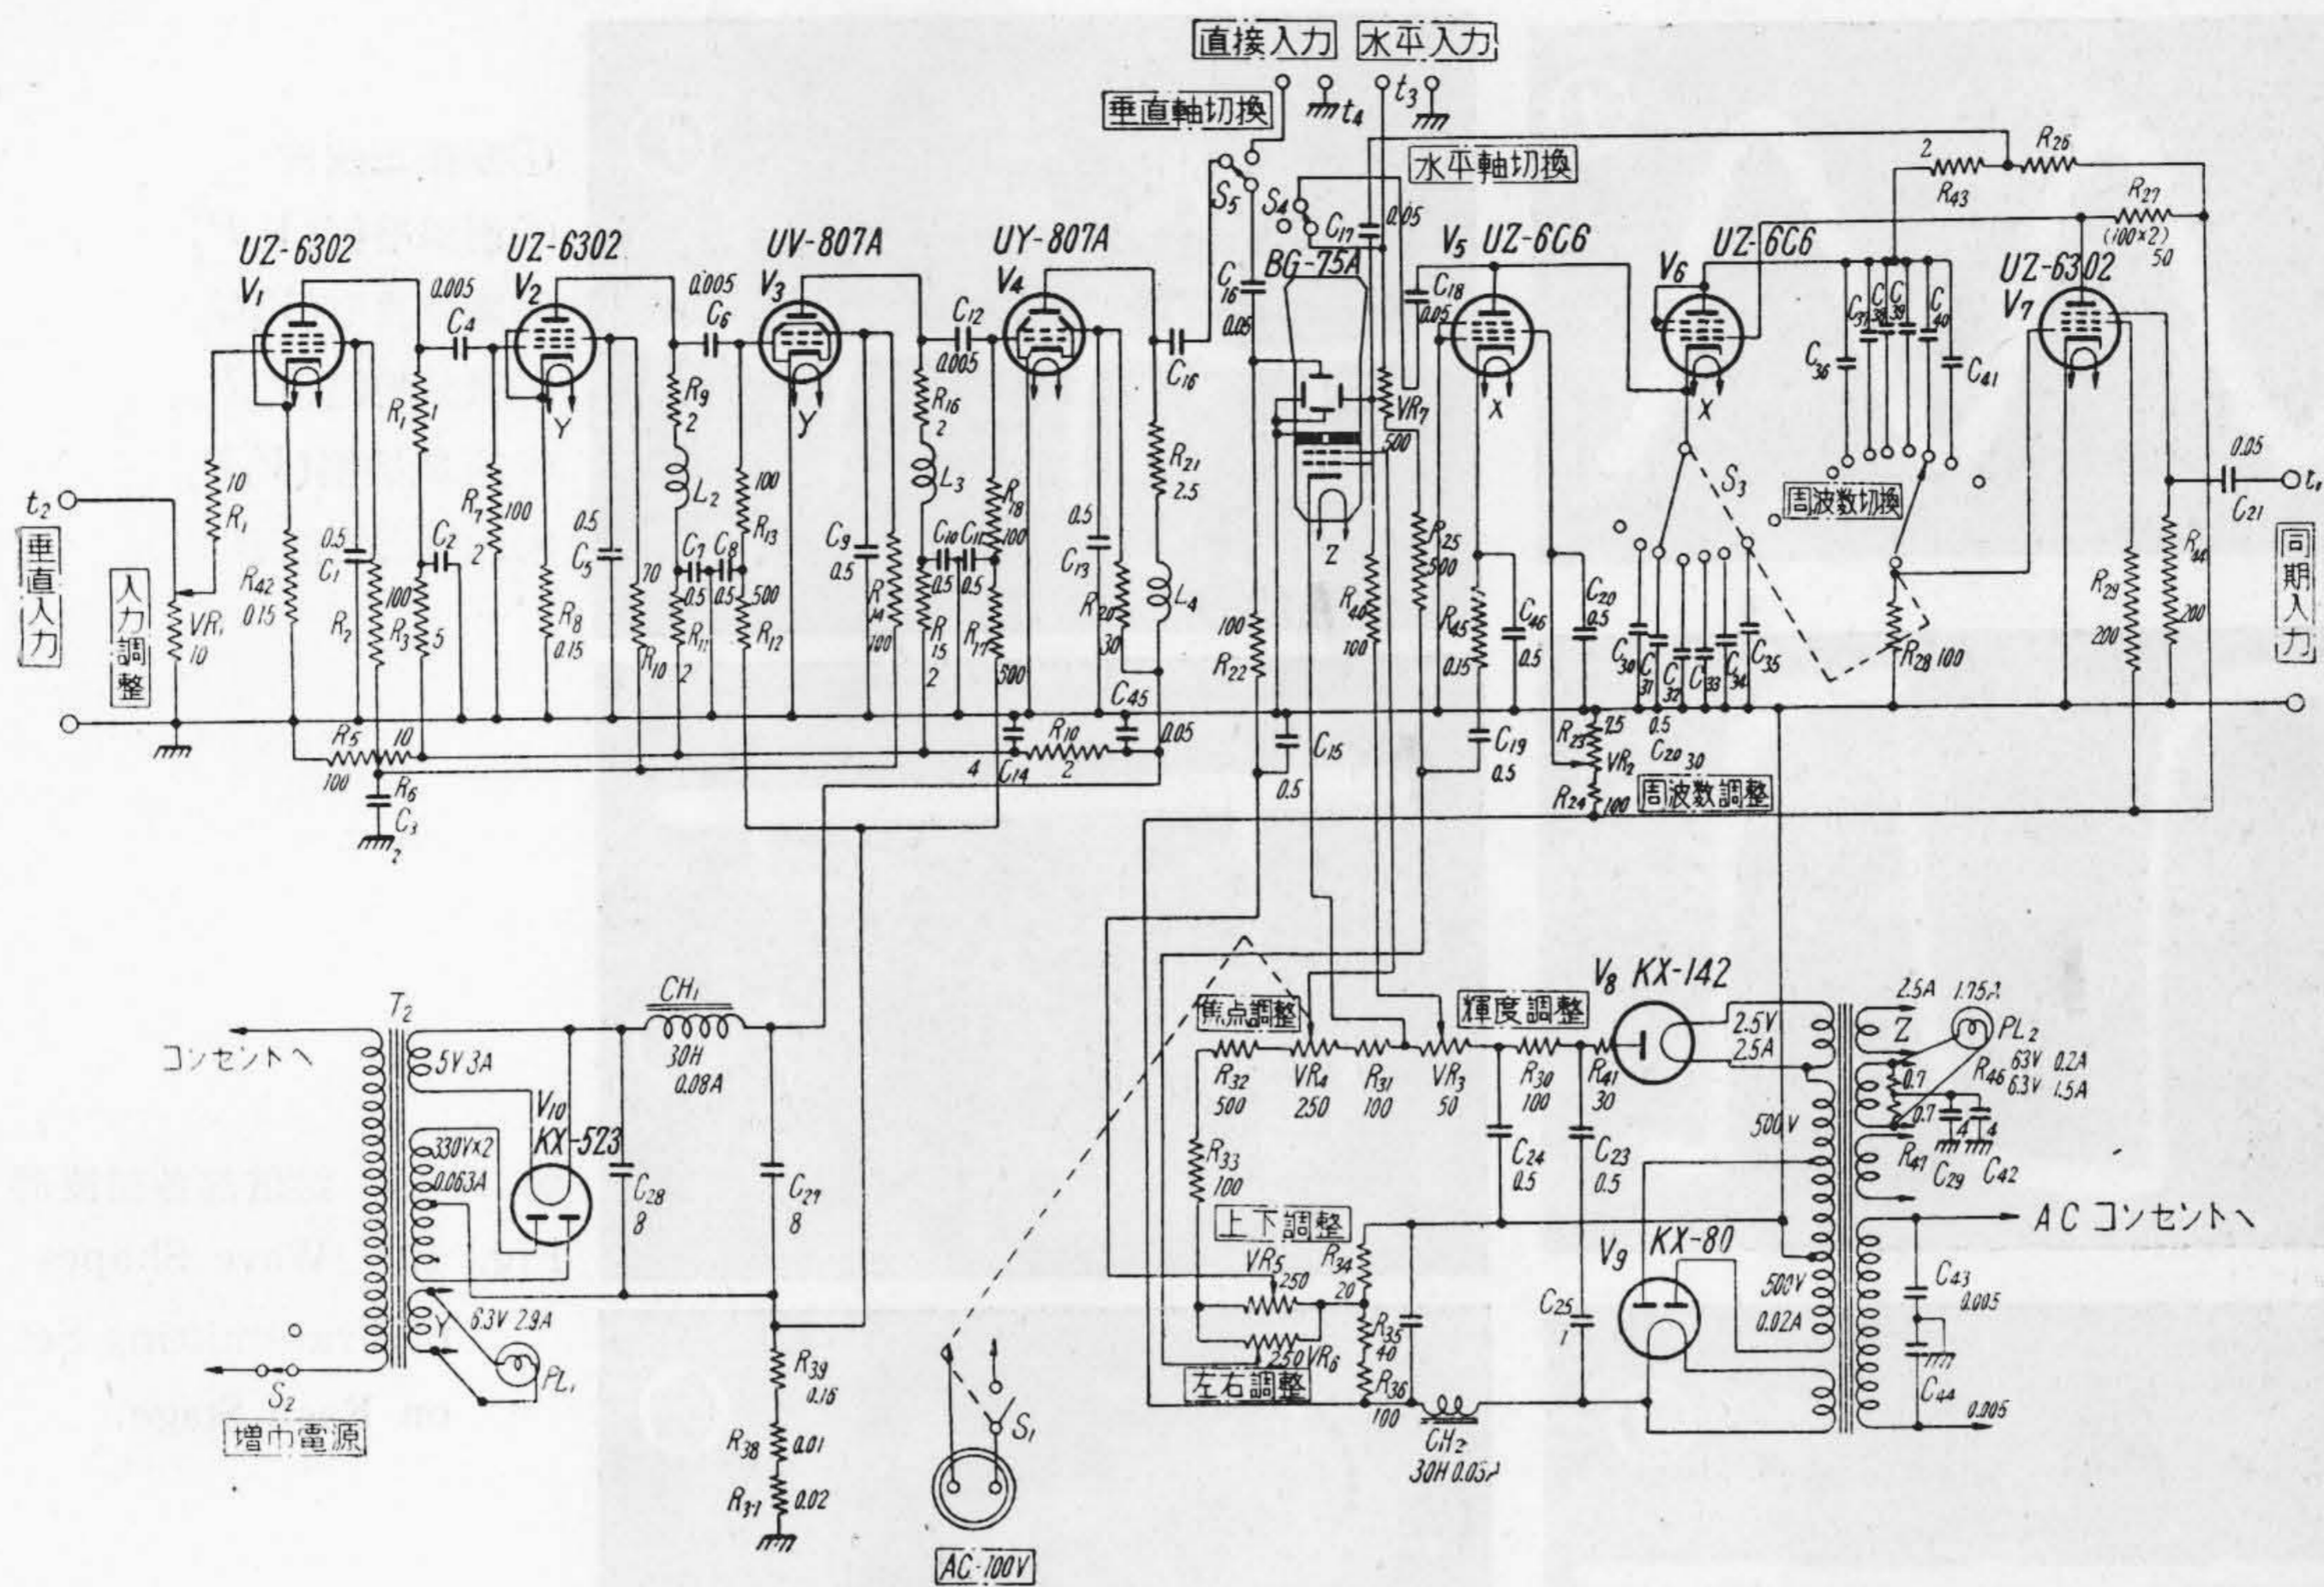 直接入力 水平入力
垂直軸切換
t4
t3
水平軸切換
S5
S4
C17
0.05
2
R43
R26
R27
(100×2)
50
UZ-6302
V1
0.005
C4
UZ-6302
V2
0.005
C6
UV-807A
V3
C12
0.005
UY-807A
V4
C16
C16
0.05
BG-75A
C18
0.05
V5 UZ-6C6
V6
UZ-6C6
UZ-6302
V7
Y
Y
X
X
Z
t2
垂直入力
入力調整
10
R1
VR1
10
R42
0.15
0.5
C1
R2
100
R3
5
R1
1
C2
R7
100
2
R8
0.15
0.5
C5
70
R10
R9
2
L2
C7
0.5
C8
0.5
R11
2
100
R13
500
R12
C9
0.5
100
R16
2
L3
C10
0.5
C11
0.5
R15
2
R18
100
R17
500
0.5
C13
R20
30
R21
2.5
L4
C45
0.05
R5
100
10
R6
C3
2
4
C14
R10
2
100
R22
C15
0.5
VR7
500
R40
100
R25
500
R45
0.15
C46
0.5
C19
0.5
C20
0.5
R23
25
VR2
0.5
C20
30
R24
100
周波数調整
S3
C30
C31
C32
C33
C34
C35
C36
C37
C38
C39
C40
C41
周波数切換
R28 100
R29
200
R44
200
0.05
C21
t1
同期入力
T2
コンセントへ
5V 3A
330V×2
0.063A
V10
KX-5Z3
Y
6.3V 2.9A
PL1
S2
増巾電源
CH1
30H
0.08A
C28
8
C27
8
R39
0.16
R38 0.01
0.02
S1
AC-100V
焦点調整
輝度調整
R32
500
VR4
250
R31
100
VR3
50
R30
100
R41
30
R33
100
C24
0.5
C23
0.5
上下調整
VR5
250
R34
20
R35
40
R36
100
250 VR6
左右調整
CH2
30H 0.05A
C25
1
V8 KX-142
V9 KX-80
2.5V
2.5A
500V
500V
0.02A
2.5A 1.75A
Z
PL2
R46
63V 0.2A
6.3V 1.5A
0.7
0.7
4
4
R47
C29
C42
ACコンセントへ
C43
0.005
C44
0.005